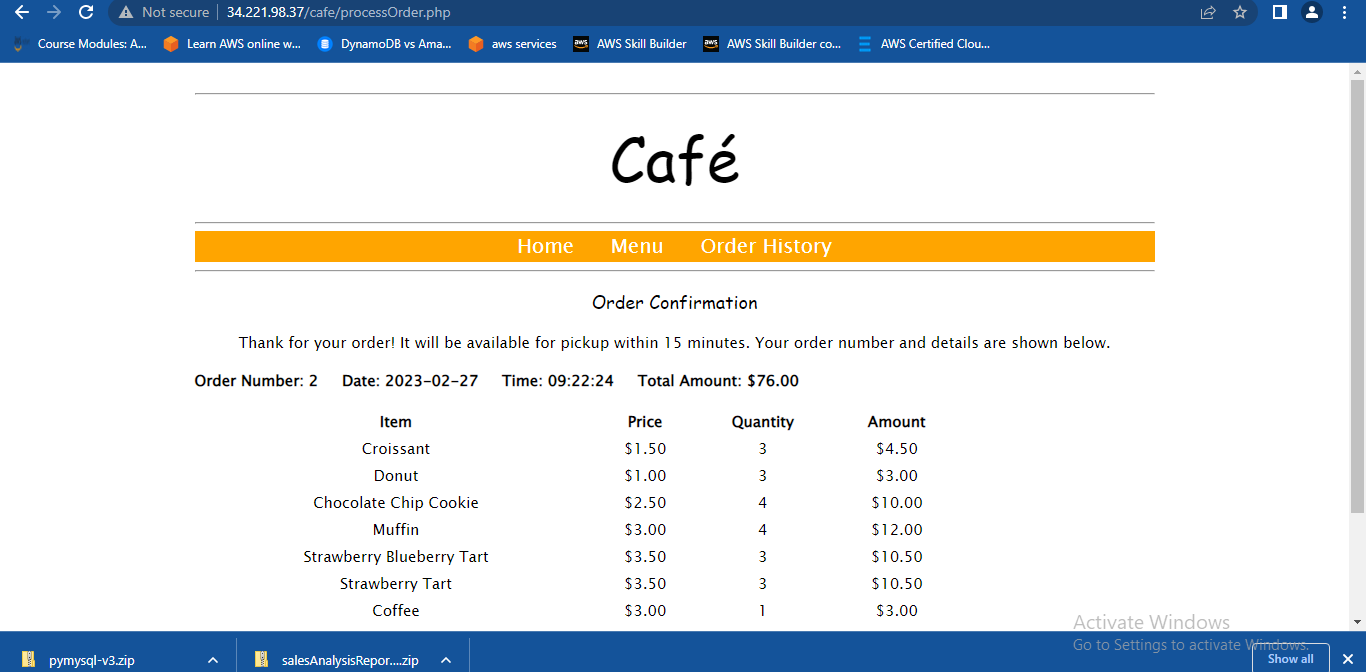 Not secure | 34.221.98.37/cafe/processOrder.php
Course Modules: A... Learn AWS online w... DynamoDB vs Ama... aws services aws AWS Skill Builder aws AWS Skill Builder co... AWS Certified Clou...
Café
Home Menu Order History
Order Confirmation
Thank for your order! It will be available for pickup within 15 minutes. Your order number and details are shown below.
Order Number: 2 Date: 2023-02-27 Time: 09:22:24 Total Amount: $76.00
Item Price Quantity Amount
Croissant $1.50 3 $4.50
Donut $1.00 3 $3.00
Chocolate Chip Cookie $2.50 4 $10.00
Muffin $3.00 4 $12.00
Strawberry Blueberry Tart $3.50 3 $10.50
Strawberry Tart $3.50 3 $10.50
Coffee $3.00 1 $3.00
Activate Windows
Go to Settings to activate Windows.
pymysql-v3.zip salesAnalysisRepor....zip Show all